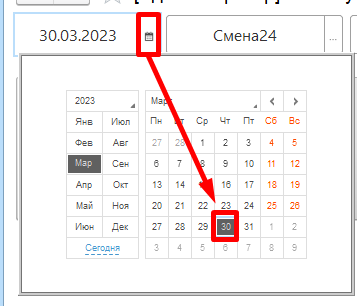 30.03.2023 Смена24 ...
2023 Март
Янв Июл Пн Вт Ср Чт Пт Сб Вс
Фев Авг 27 28 1 2 3 4 5
Мар Сен 6 7 8 9 10 11 12
Апр Окт 13 14 15 16 17 18 19
Май Ноя 20 21 22 23 24 25 26
Июн Дек 27 28 29 30 31 1 2
Сегодня 3 4 5 6 7 8 9